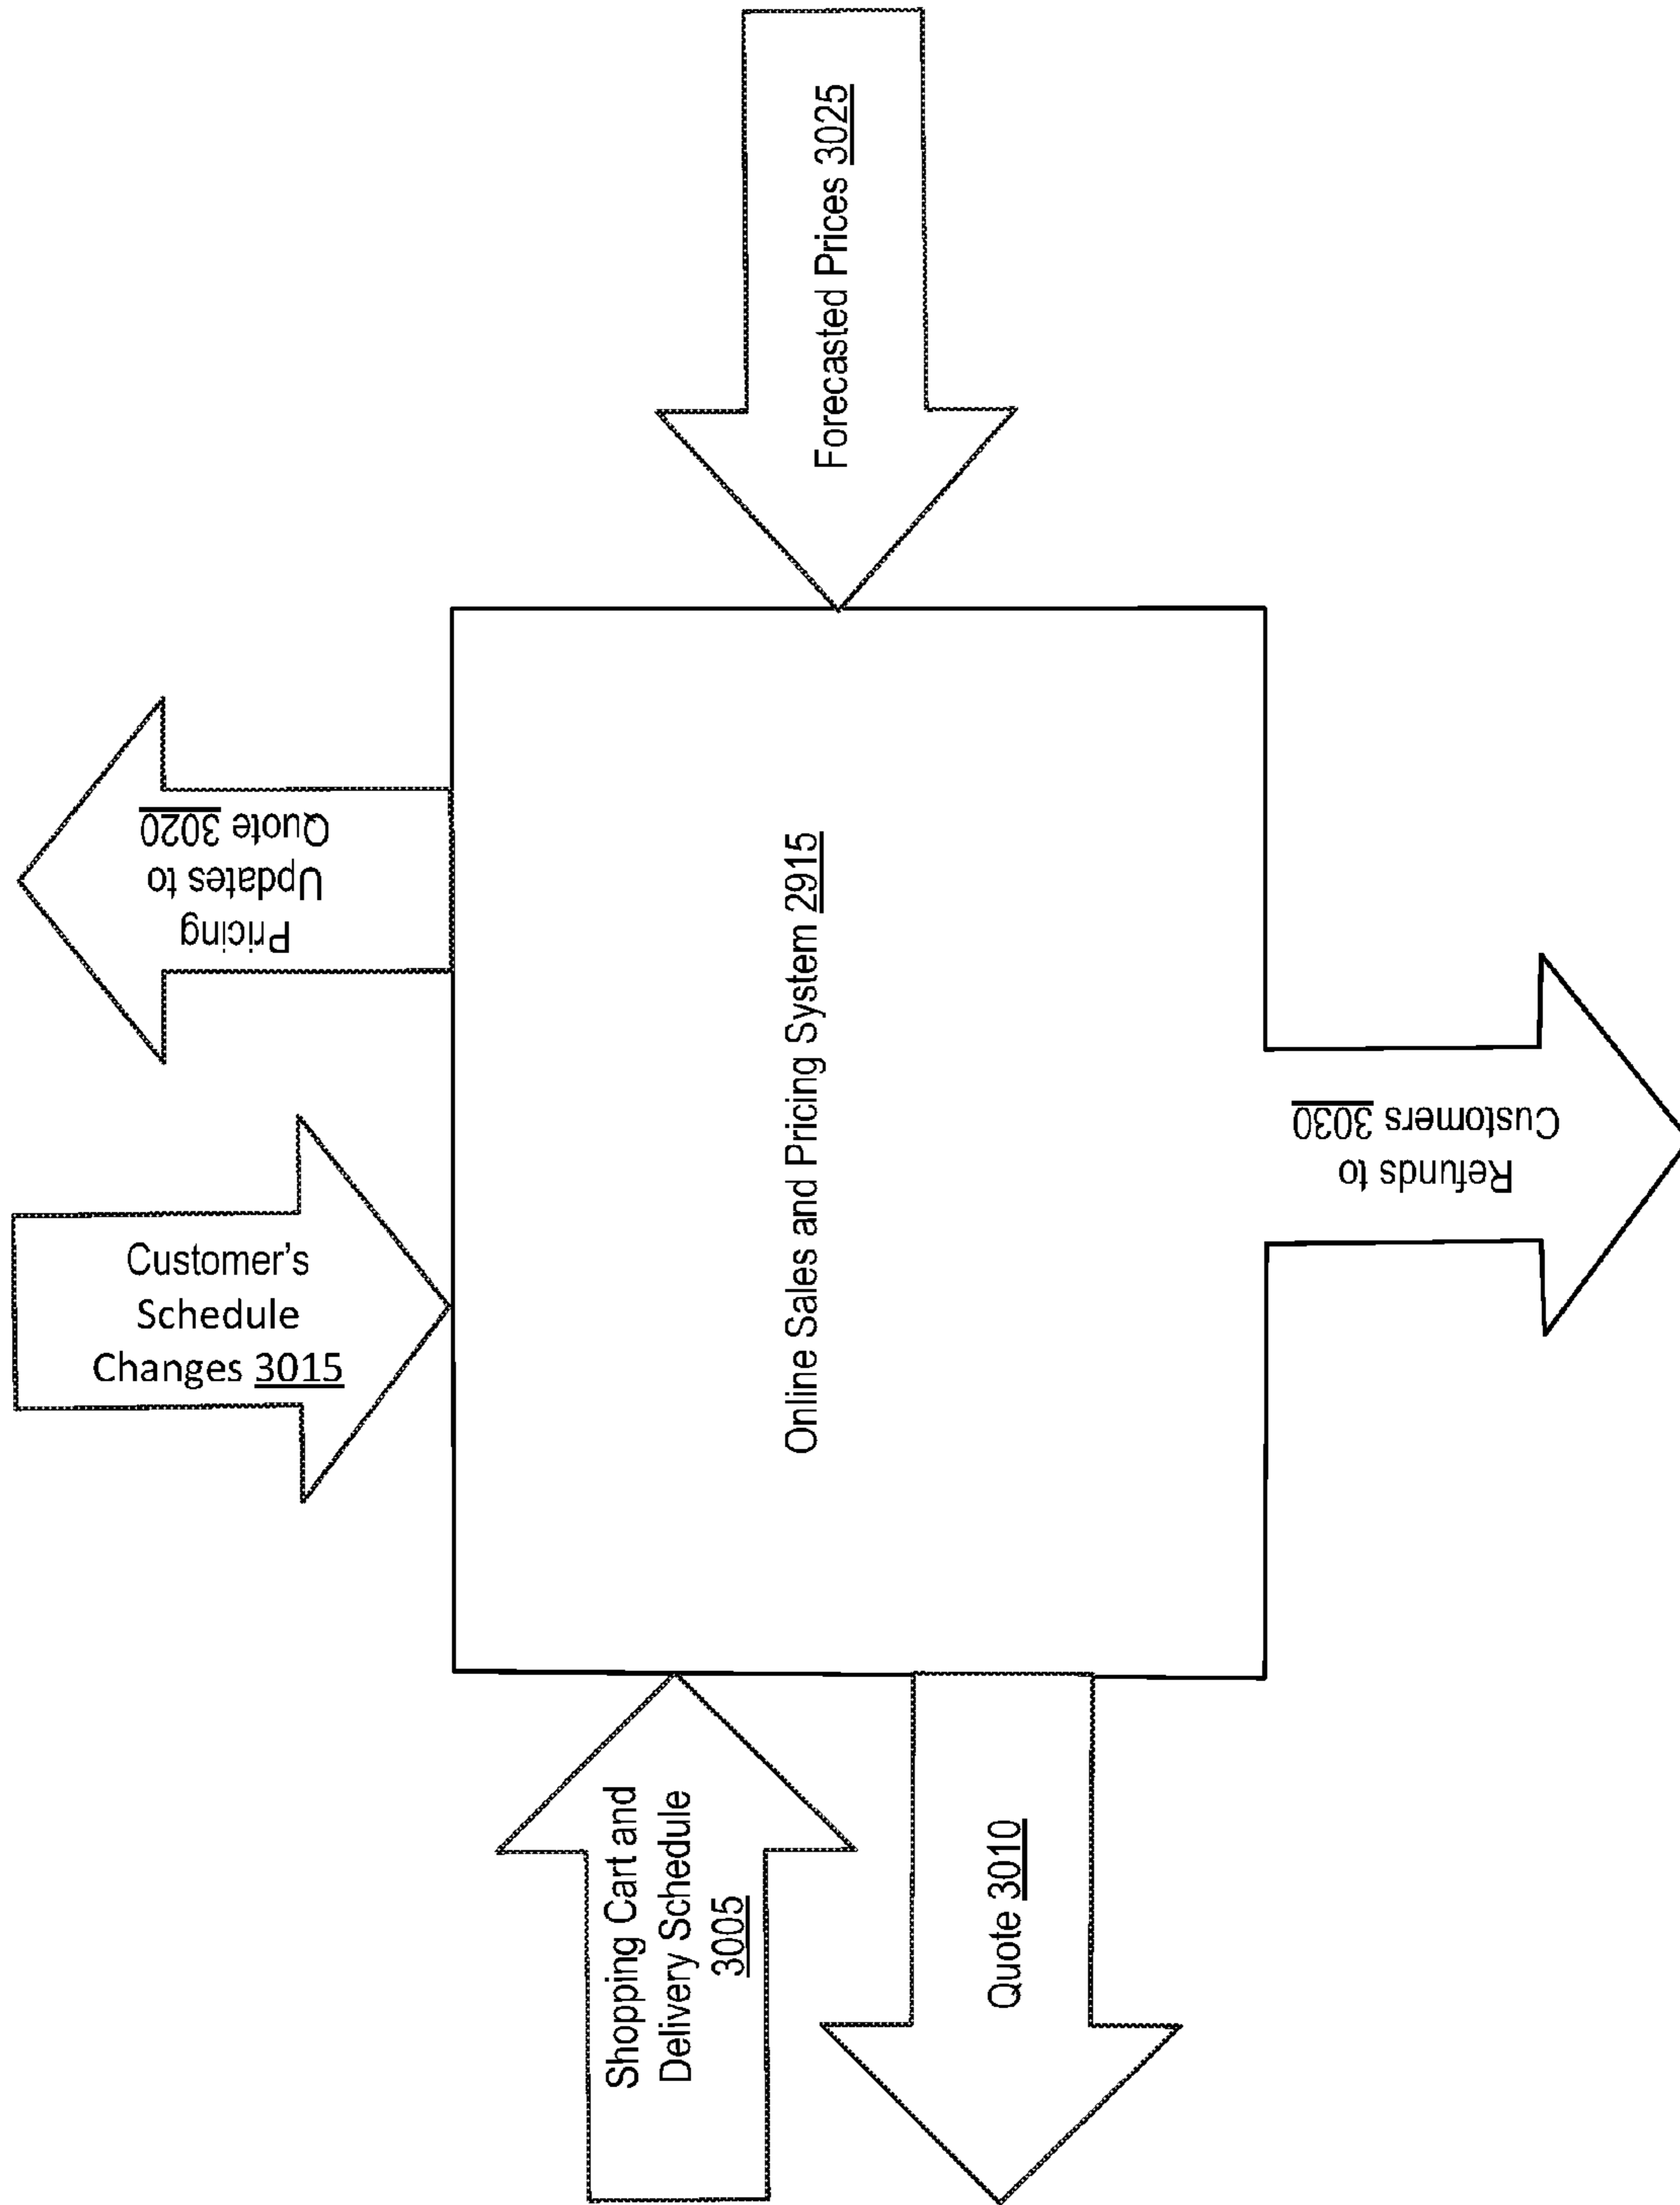 Shopping Cart and
Delivery Schedule
3005
Quote 3010
Customer's
Schedule
Changes 3015
Online Sales and Pricing System 2915
Pricing
Updates to
Quote 3020
Refunds to
Customers 3030
Forecasted Prices 3025